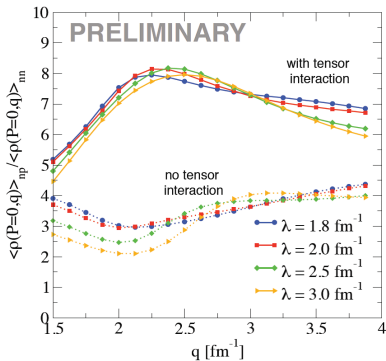 PRELIMINARY
<ρ(P=0,q)>np/<ρ(P=0,q)>nn
10
9
8
7
6
5
4
3
2
1
0
with tensor
interaction
no tensor
interaction
λ = 1.8 fm⁻¹
λ = 2.0 fm⁻¹
λ = 2.5 fm⁻¹
λ = 3.0 fm⁻¹
1.5 2 2.5 3 3.5 4
q [fm⁻¹]